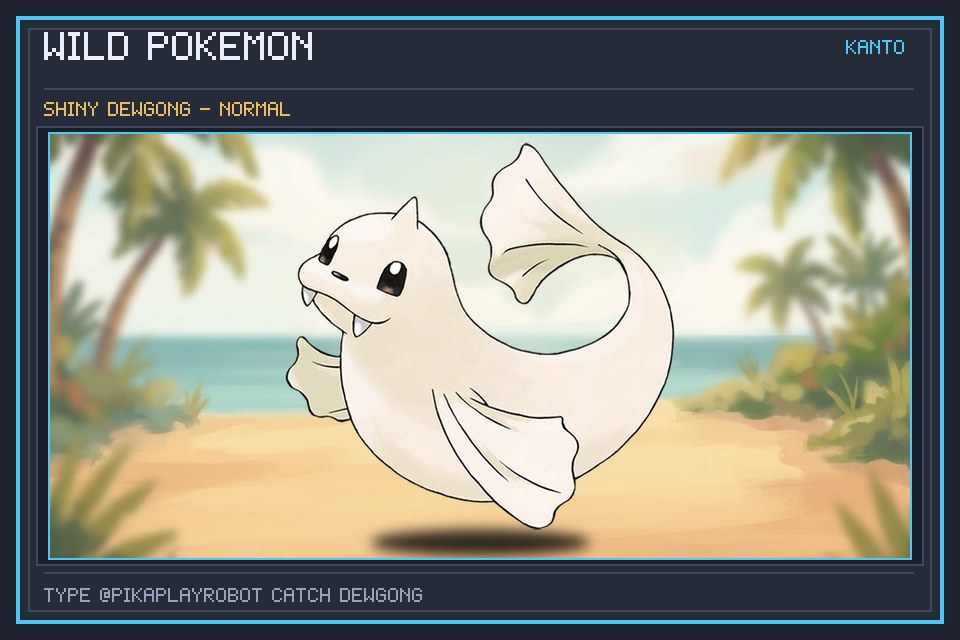 WILD POKEMON
KANTO
SHINY DEWGONG - NORMAL
TYPE @PIKAPLAYROBOT CATCH DEWGONG